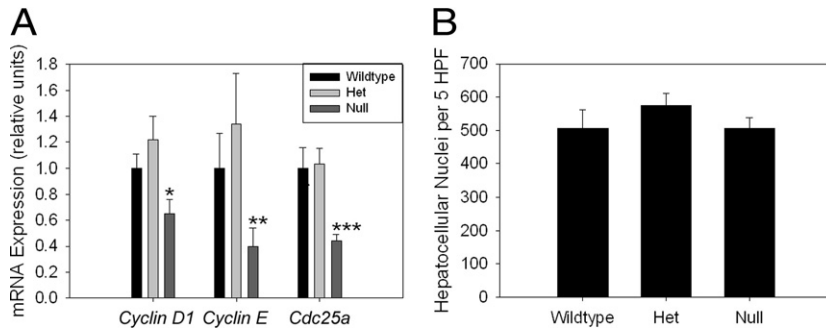 A
mRNA Expression (relative units)
1.8
1.6
1.4
1.2
1.0
0.8
0.6
0.4
0.2
0.0
Wildtype
Het
Null
*
**
***
Cyclin D1 Cyclin E Cdc25a
B
Hepatocellular Nuclei per 5 HPF
700
600
500
400
300
200
100
0
Wildtype Het Null